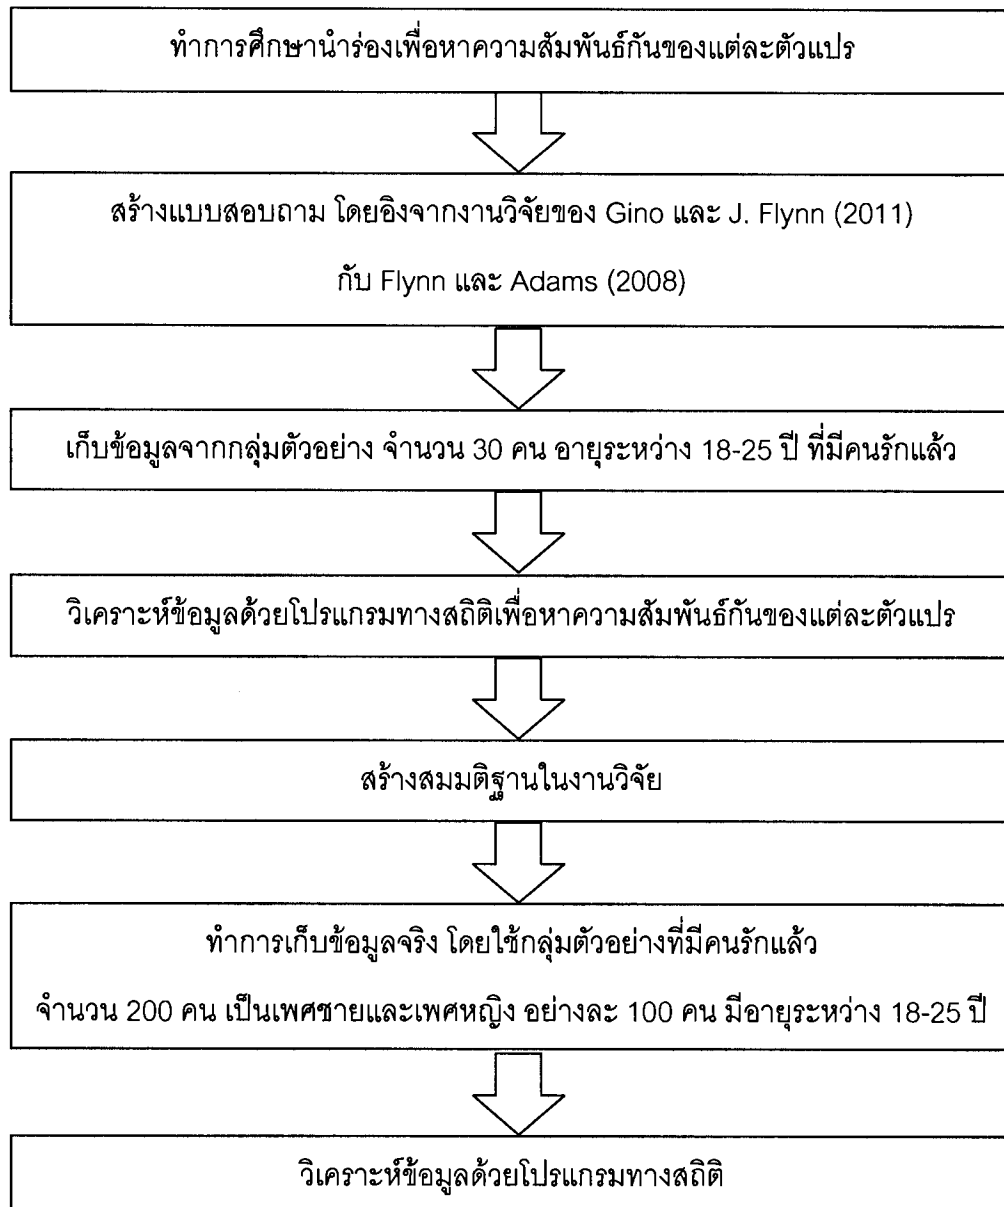 ทำการศึกษานำร่องเพื่อหาความสัมพันธ์กันของแต่ละตัวแปร
สร้างแบบสอบถาม โดยอิงจากงานวิจัยของ Gino และ J. Flynn (2011)
กับ Flynn และ Adams (2008)
เก็บข้อมูลจากกลุ่มตัวอย่าง จำนวน 30 คน อายุระหว่าง 18-25 ปี ที่มีคนรักแล้ว
วิเคราะห์ข้อมูลด้วยโปรแกรมทางสถิติเพื่อหาความสัมพันธ์กันของแต่ละตัวแปร
สร้างสมมติฐานในงานวิจัย
ทำการเก็บข้อมูลจริง โดยใช้กลุ่มตัวอย่างที่มีคนรักแล้ว
จำนวน 200 คน เป็นเพศชายและเพศหญิง อย่างละ 100 คน มีอายุระหว่าง 18-25 ปี
วิเคราะห์ข้อมูลด้วยโปรแกรมทางสถิติ